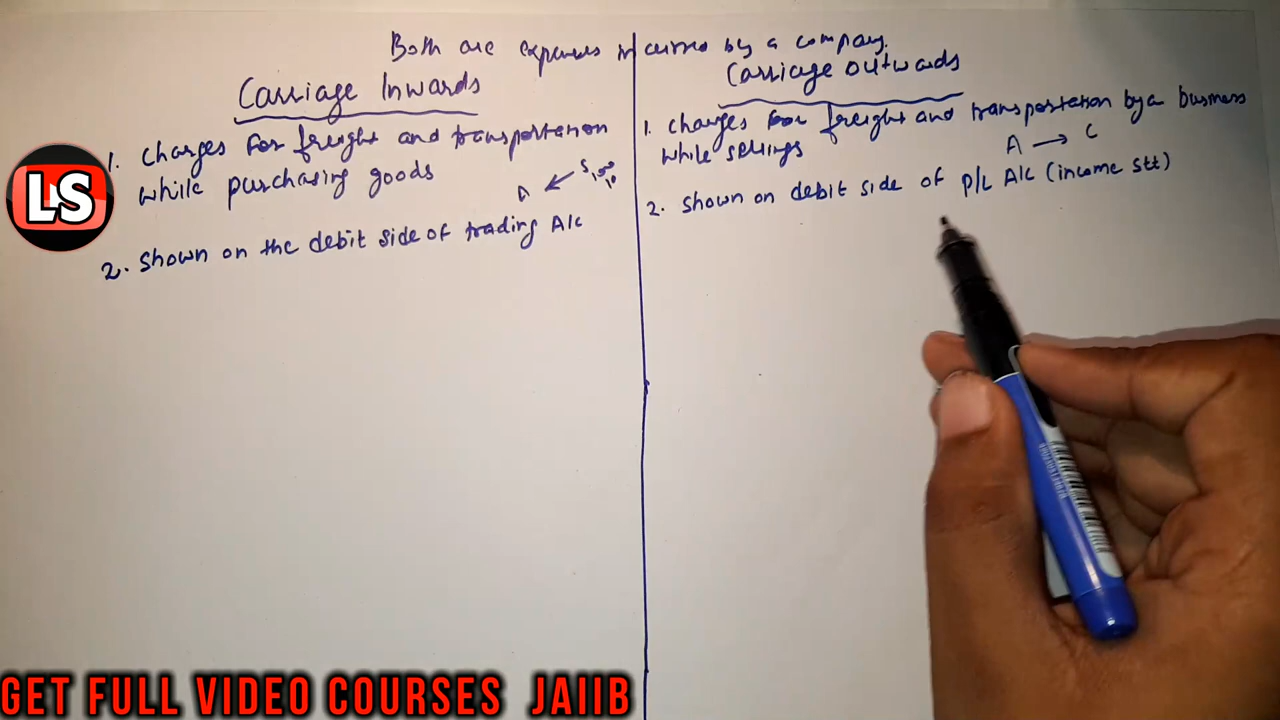 Both are expenses incurred by a company.
Carriage Inwards
1. Charges for freight and transportation
while purchasing goods
A ← S
2. Shown on the debit side of trading A/c
Carriage Outwards
1. Charges for freight and transportation by a business
while sellings
A → C
2. Shown on debit side of P/L A/c (income stt)
LS
GET FULL VIDEO COURSES JAIIB